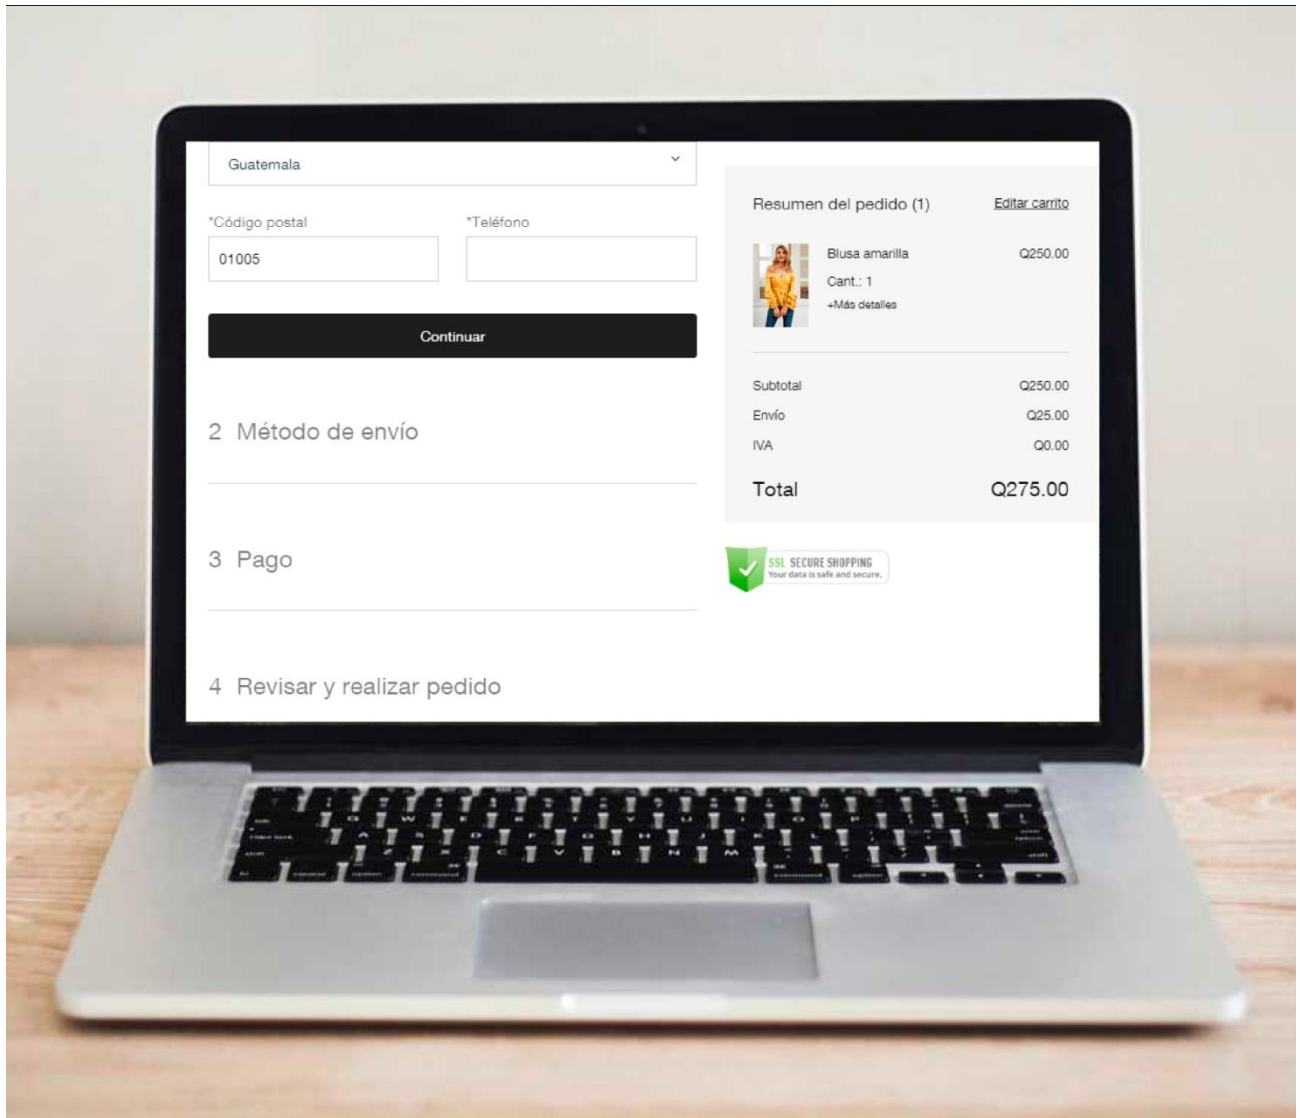 Guatemala
*Código postal
*Teléfono
01005
Continuar
2 Método de envío
3 Pago
4 Revisar y realizar pedido
Resumen del pedido (1)
Editar carrito
Blusa amarilla
Q250.00
Cant.: 1
+Más detalles
Subtotal
Q250.00
Envío
Q25.00
IVA
Q0.00
Total
Q275.00
SSL SECURE SHOPPING
Your data is safe and secure.